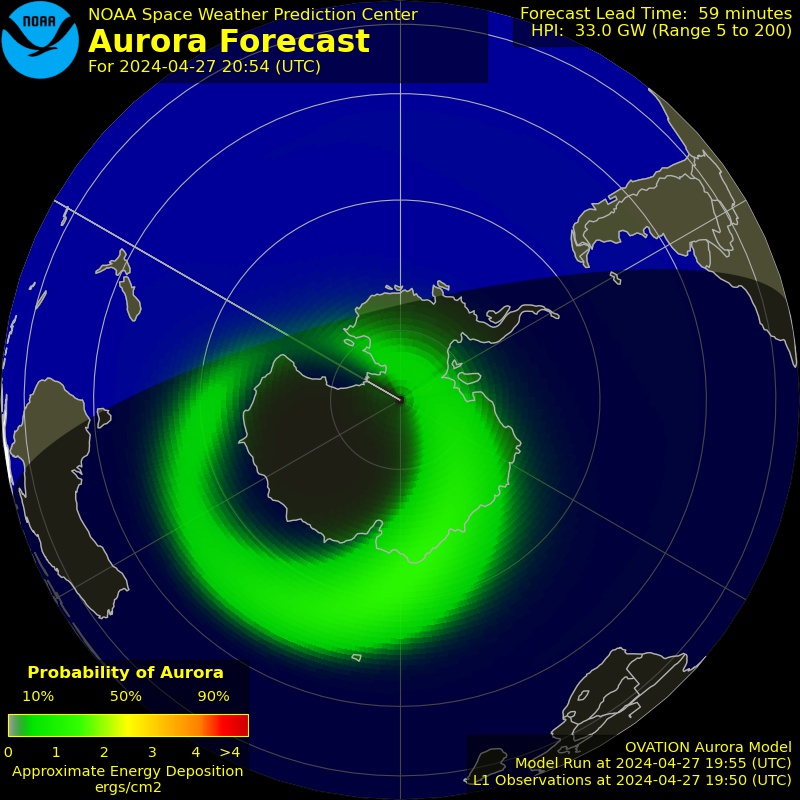 NOAA
NOAA Space Weather Prediction Center
Aurora Forecast
For 2024-04-27 20:54 (UTC)
Forecast Lead Time: 59 minutes
HPI: 33.0 GW (Range 5 to 200)
Probability of Aurora
10% 50% 90%
0 1 2 3 4 >4
Approximate Energy Deposition
ergs/cm2
OVATION Aurora Model
Model Run at 2024-04-27 19:55 (UTC)
L1 Observations at 2024-04-27 19:50 (UTC)